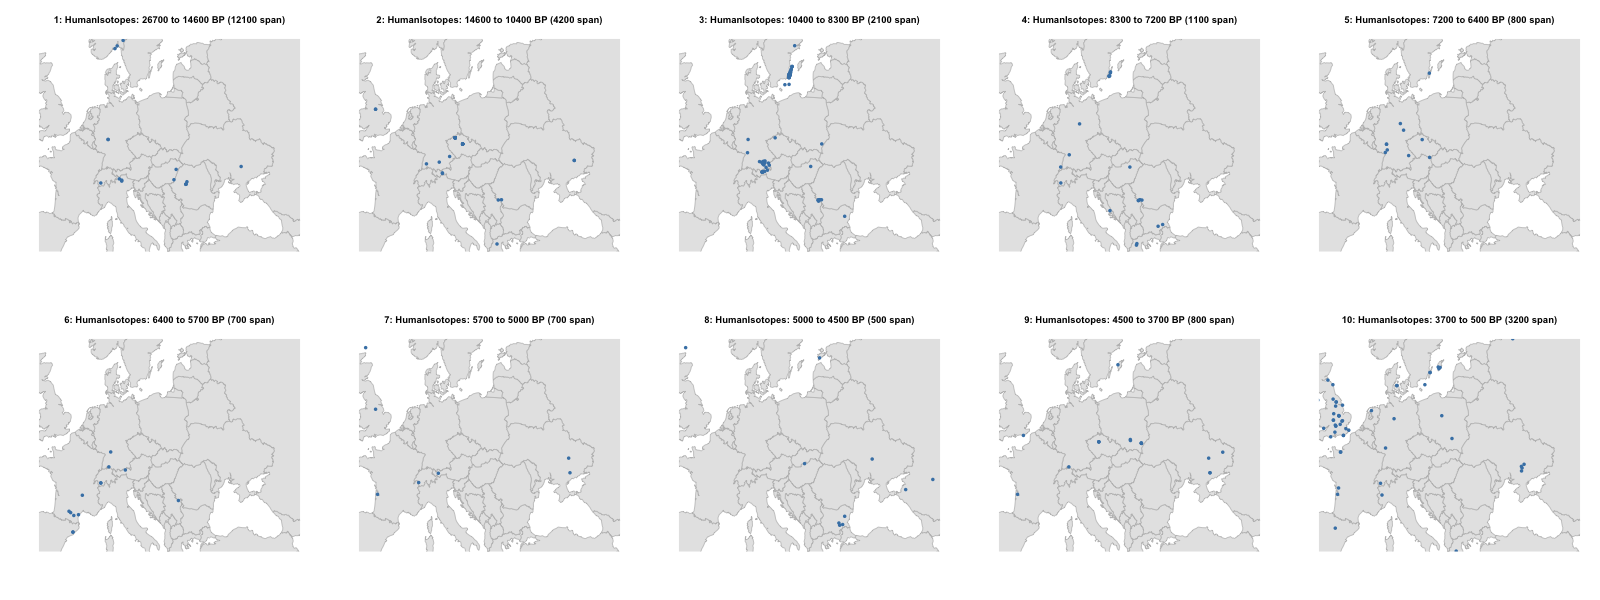 1: HumanIsotopes: 26700 to 14600 BP (12100 span)
2: HumanIsotopes: 14600 to 10400 BP (4200 span)
3: HumanIsotopes: 10400 to 8300 BP (2100 span)
4: HumanIsotopes: 8300 to 7200 BP (1100 span)
5: HumanIsotopes: 7200 to 6400 BP (800 span)
6: HumanIsotopes: 6400 to 5700 BP (700 span)
7: HumanIsotopes: 5700 to 5000 BP (700 span)
8: HumanIsotopes: 5000 to 4500 BP (500 span)
9: HumanIsotopes: 4500 to 3700 BP (800 span)
10: HumanIsotopes: 3700 to 500 BP (3200 span)